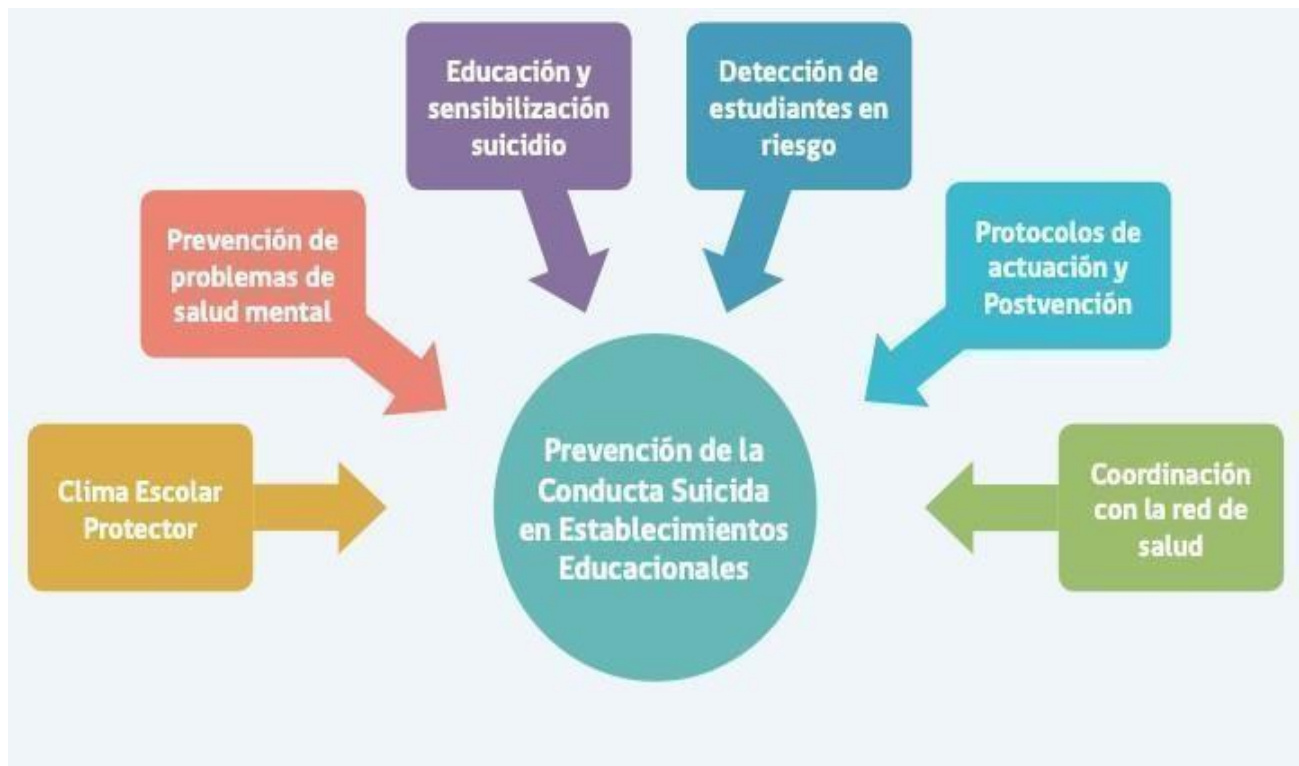 Educación y
sensibilización
suicidio
Detección de
estudiantes en
riesgo
Prevención de
problemas de
salud mental
Protocolos de
actuación y
Postvención
Clima Escolar
Protector
Prevención de la
Conducta Suicida
en Establecimientos
Educacionales
Coordinación
con la red de
salud